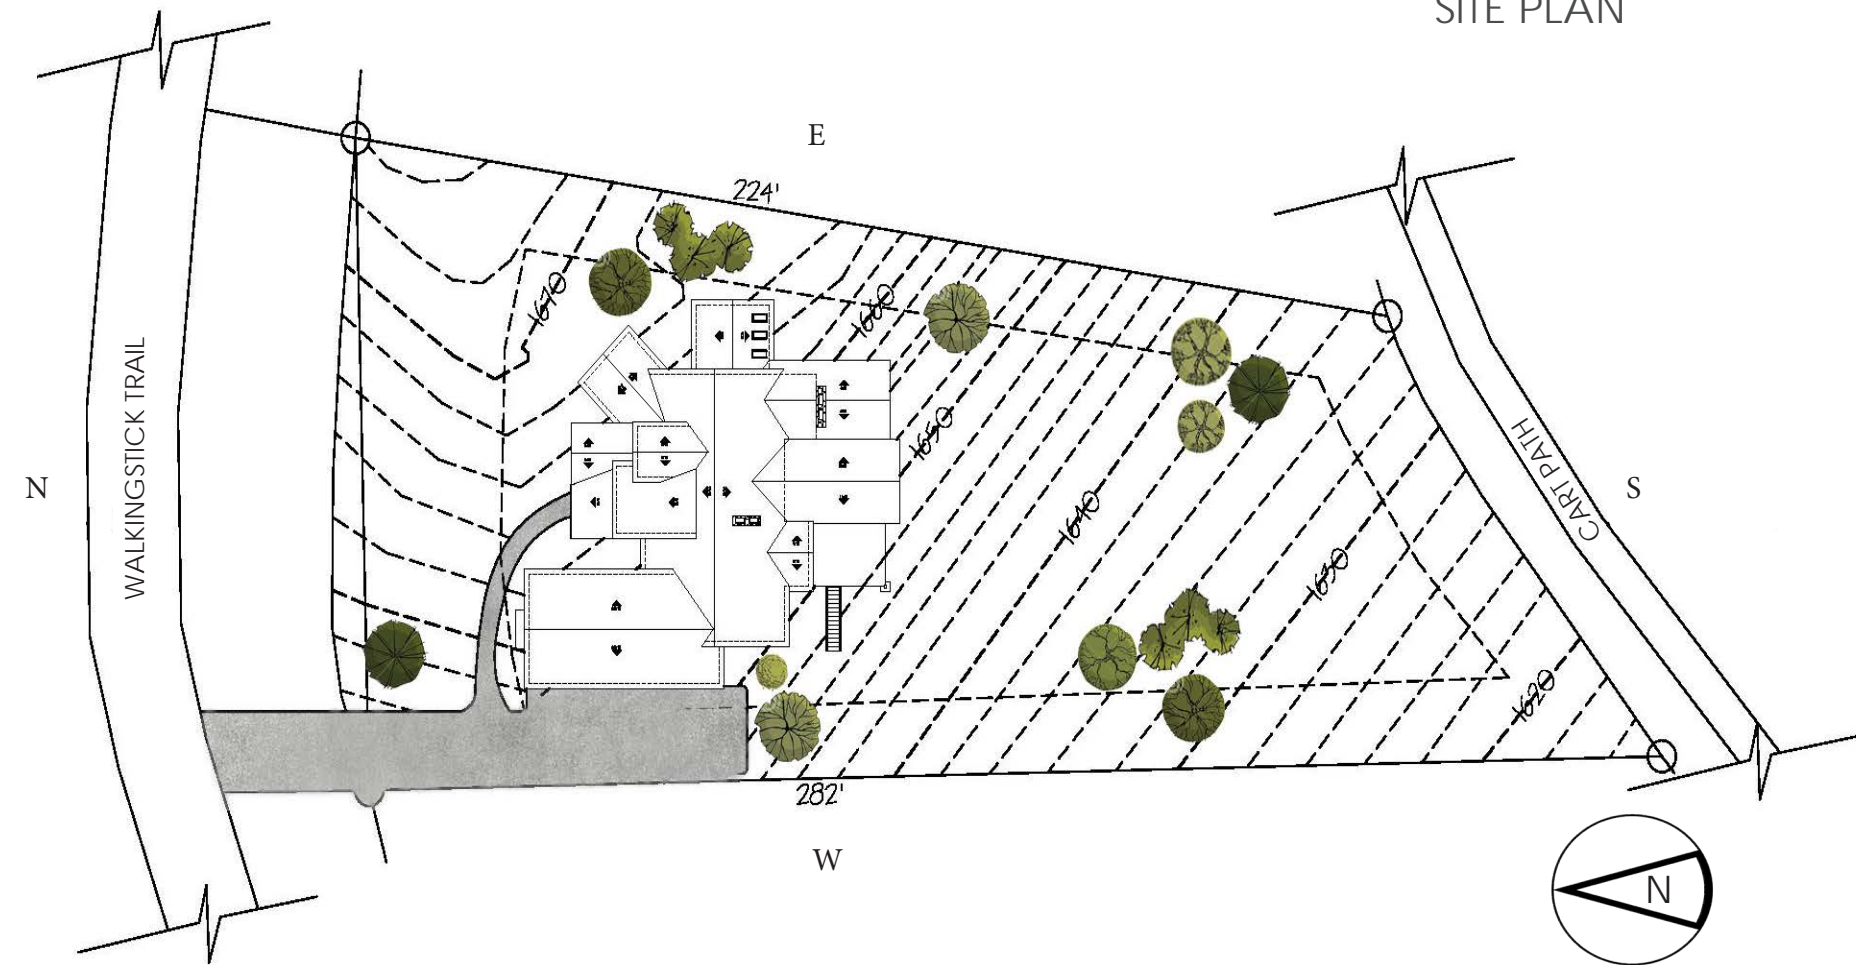 SITE PLAN
E
224'
1670
1660
1650
WALKINGSTICK TRAIL
N
CART PATH
S
1640
1630
1620
282'
W
N